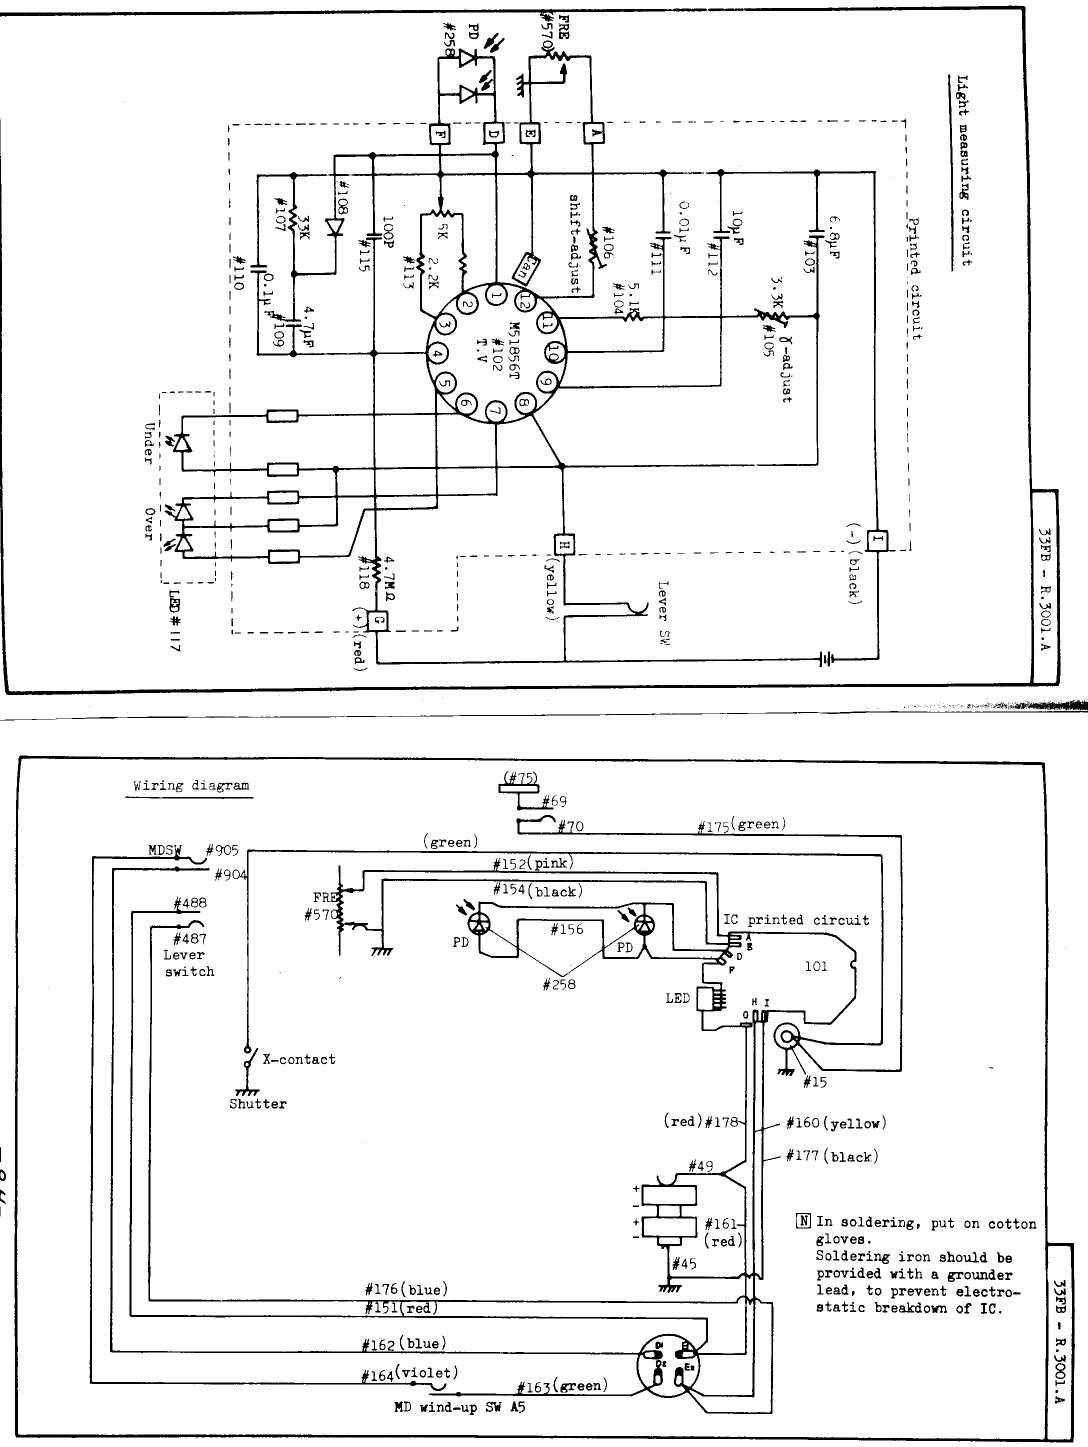 Light measuring circuit
FRE
(#570)
PD
#258
F
D
E
A
Printed circuit
#108
33K
#107
100P
#115
5K
2.2K
#113
Can
shift-adjust
#106
0.01µF
#111
10µF
#112
6.8µF
#103
3.3K
#105
γ-adjust
5.1K
#104
0.1µF
#110
4.7µF
#109
M51856T
#102
T.V
1
2
3
4
5
6
7
8
9
10
11
12
Under
Over
LED #117
4.7MΩ
#118
G
(+)(red)
H
(yellow)
Lever SW
I
(-)(black)
33FB - R.3001.A
Wiring diagram
(#75)
#69
#70
#175(green)
(green)
MDSW
#905
#904
#152(pink)
#154(black)
FRE
#570
#488
#487
Lever
switch
PD
#156
PD
#258
IC printed circuit
A
E
D
F
101
LED
G
H
I
#15
X-contact
Shutter
(red)#178
#160(yellow)
#177(black)
#49
+
-
+
-
#161
(red)
#45
N In soldering, put on cotton
gloves.
Soldering iron should be
provided with a grounder
lead, to prevent electro-
static breakdown of IC.
#176(blue)
#151(red)
#162(blue)
#164(violet)
#163(green)
MD wind-up SW A5
D1
D2
E2
33FB - R.3001.A